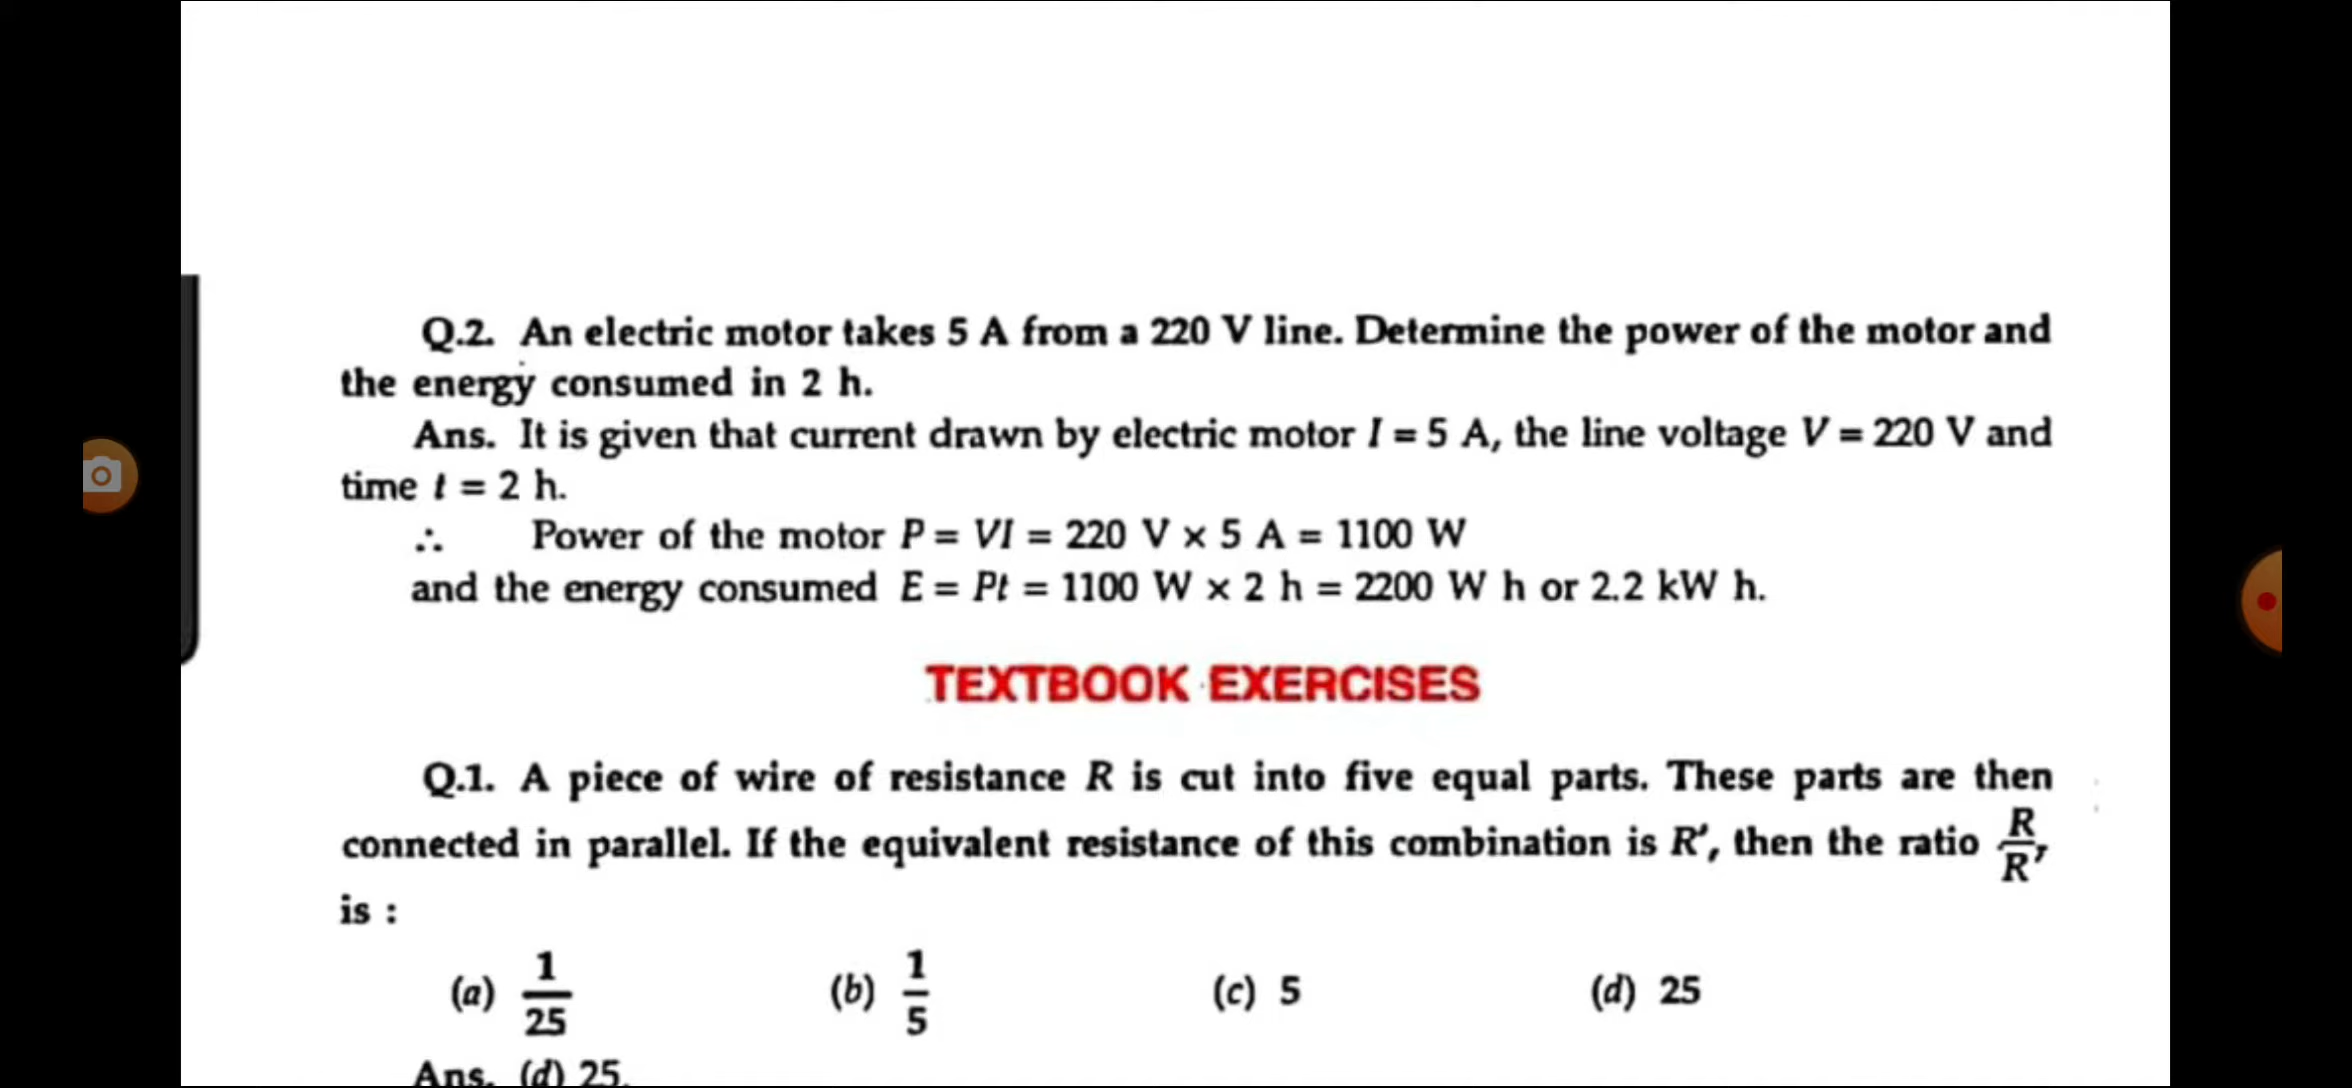 Q.2. An electric motor takes 5 A from a 220 V line. Determine the power of the motor and
the energy consumed in 2 h.
Ans. It is given that current drawn by electric motor I = 5 A, the line voltage V = 220 V and
time t = 2 h.
∴ Power of the motor P = VI = 220 V × 5 A = 1100 W
and the energy consumed E = Pt = 1100 W × 2 h = 2200 W h or 2.2 kW h.
TEXTBOOK EXERCISES
Q.1. A piece of wire of resistance R is cut into five equal parts. These parts are then
connected in parallel. If the equivalent resistance of this combination is R′, then the ratio R/R′
is :
(a) 1/25 (b) 1/5 (c) 5 (d) 25
Ans. (d) 25.